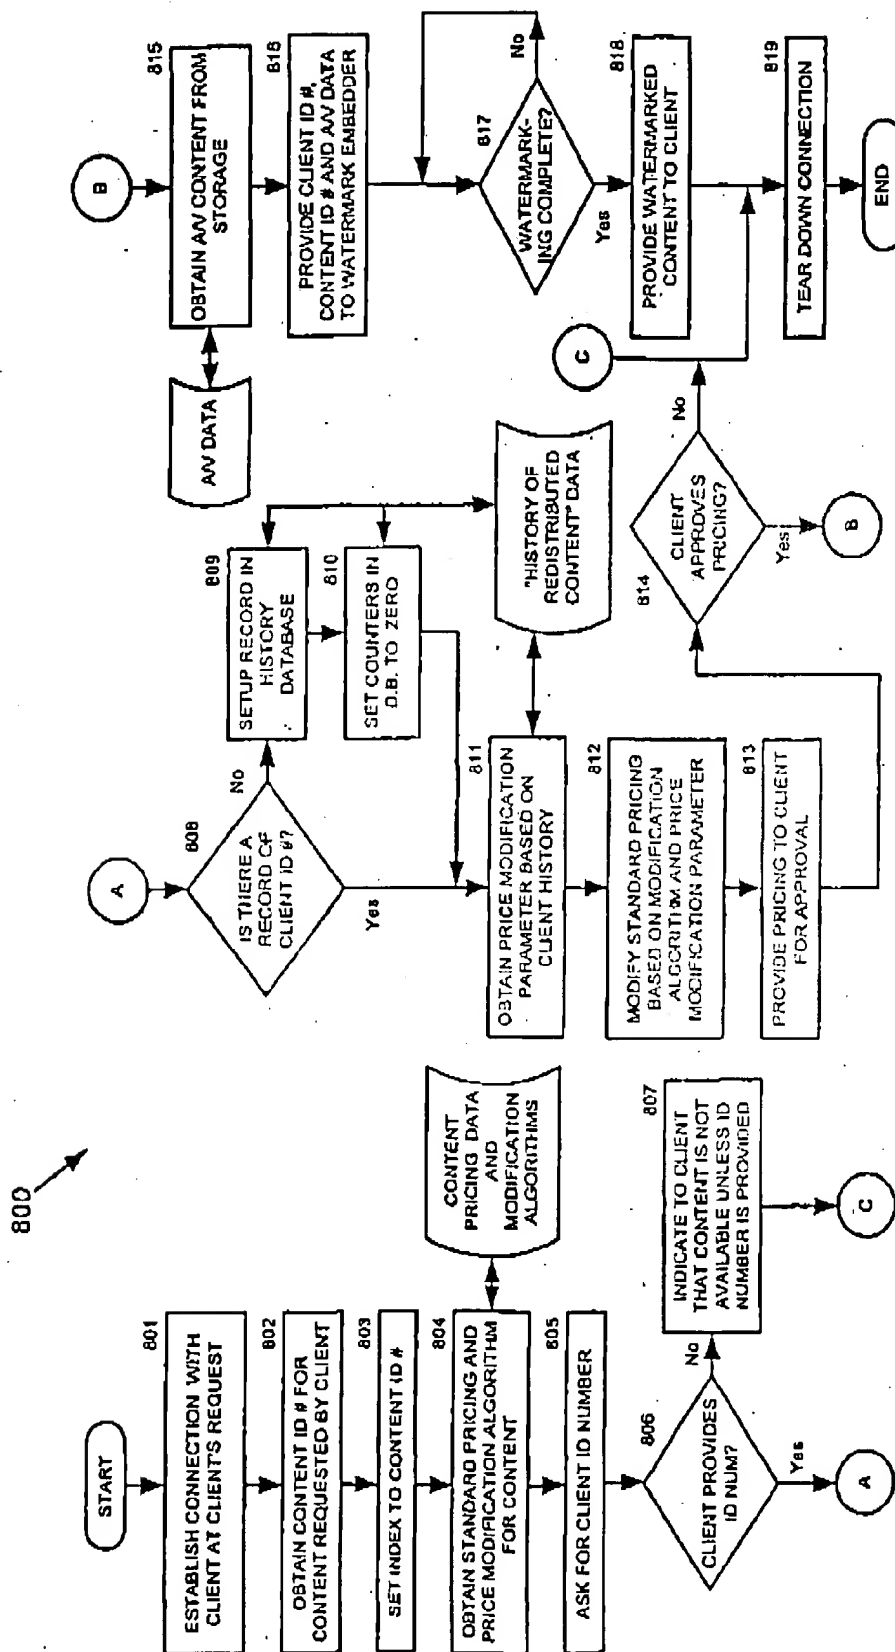 800
START
801
ESTABLISH CONNECTION WITH
CLIENT AT CLIENT'S REQUEST
802
OBTAIN CONTENT ID # FOR
CONTENT REQUESTED BY CLIENT
803
SET INDEX TO CONTENT ID #
804
OBTAIN STANDARD PRICING AND
PRICE MODIFICATION ALGORITHM
FOR CONTENT
CONTENT
PRICING DATA
AND
MODIFICATION
ALGORITHMS
805
ASK FOR CLIENT ID NUMBER
806
CLIENT PROVIDES
ID NUM?
No
Yes
807
INDICATE TO CLIENT
THAT CONTENT IS NOT
AVAILABLE UNLESS ID
NUMBER IS PROVIDED
C
A
A
808
IS THERE A
RECORD OF
CLIENT ID #?
No
Yes
809
SETUP RECORD IN
HISTORY
DATABASE
810
SET COUNTERS IN
D.B. TO ZERO
811
OBTAIN PRICE MODIFICATION
PARAMETER BASED ON
CLIENT HISTORY
"HISTORY OF
REDISTRIBUTED
CONTENT" DATA
812
MODIFY STANDARD PRICING
BASED ON MODIFICATION
ALGORITHM AND PRICE
MODIFICATION PARAMETER
813
PROVIDE PRICING TO CLIENT
FOR APPROVAL
814
CLIENT
APPROVES
PRICING?
No
Yes
B
B
815
OBTAIN A/V CONTENT FROM
STORAGE
A/V DATA
816
PROVIDE CLIENT ID #,
CONTENT ID # AND A/V DATA
TO WATERMARK EMBEDDER
817
WATERMARK-
ING COMPLETE?
No
Yes
818
PROVIDE WATERMARKED
CONTENT TO CLIENT
C
819
TEAR DOWN CONNECTION
END